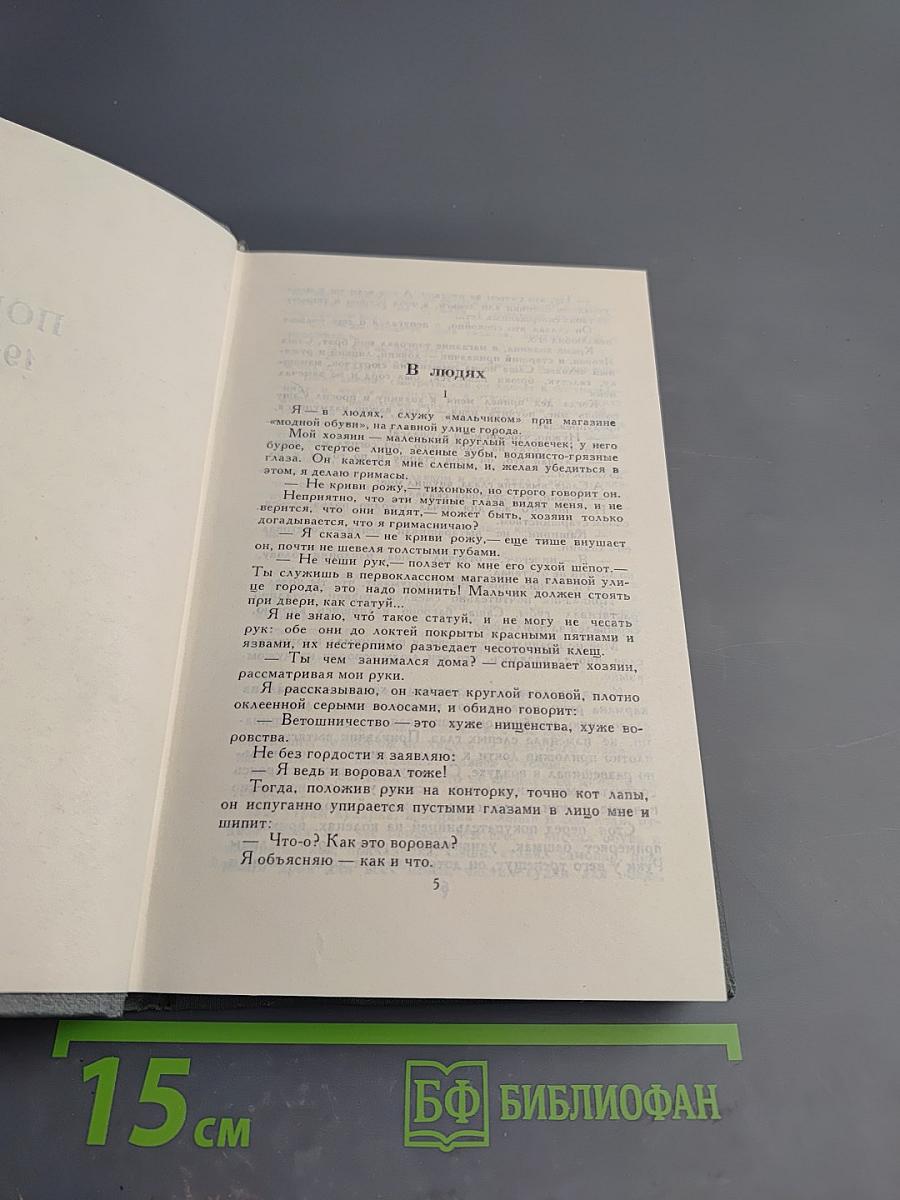 В людях
1
Я — в людях, служу «мальчиком» при магазине
«модной обуви», на главной улице города.
Мой хозяин — маленький круглый человечек; у него
бурое, стертое лицо, зеленые зубы, водянисто-грязные
глаза. Он кажется мне слепым, и, желая убедиться в
этом, я делаю гримасы.
— Не криви рожу,— тихонько, но строго говорит он.
Неприятно, что эти мутные глаза видят меня, и не
верится, что они видят,— может быть, хозяин только
догадывается, что я гримасничаю?
— Я сказал — не криви рожу,— еще тише внушает
он, почти не шевеля толстыми губами.
— Не чеши рук,— ползет ко мне его сухой шёпот.—
Ты служишь в первоклассном магазине на главной ули-
це города, это надо помнить! Мальчик должен стоять
при двери, как статуй...
Я не знаю, что́ такое статуй, и не могу не чесать
рук: обе они до локтей покрыты красными пятнами и
язвами, их нестерпимо разъедает чесоточный клещ.
— Ты чем занимался дома? — спрашивает хозяин,
рассматривая мои руки.
Я рассказываю, он качает круглой головой, плотно
оклеенной серыми волосами, и обидно говорит:
— Ветошничество — это хуже нищенства, хуже во-
ровства.
Не без гордости я заявляю:
— Я ведь и воровал тоже!
Тогда, положив руки на конторку, точно кот лапы,
он испуганно упирается пустыми глазами в лицо мне и
шипит:
— Что-о? Как это воровал?
Я объясняю — как и что.
5
15 см
БФ БИБЛИОФАН